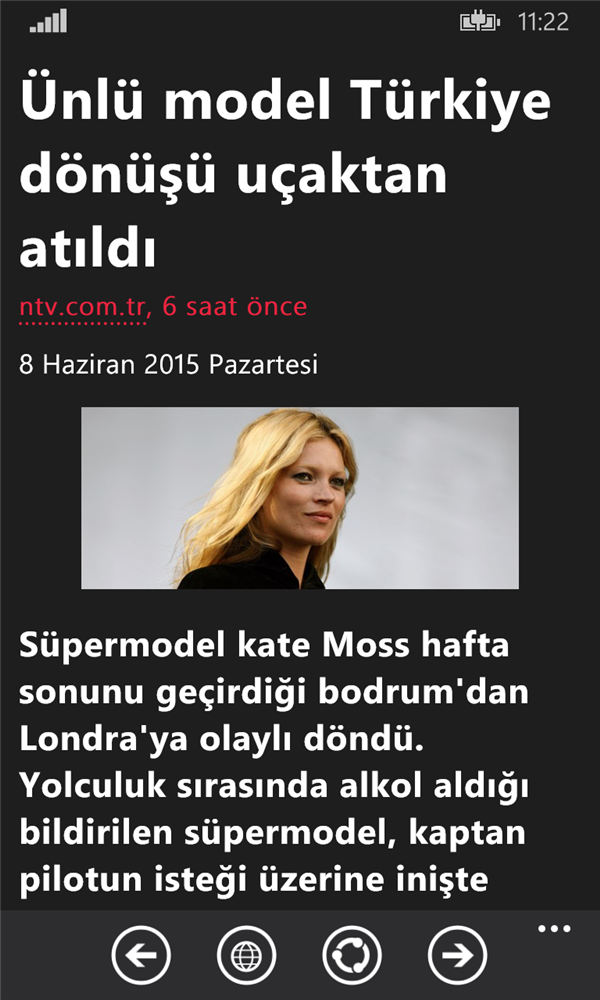 11:22
Ünlü model Türkiye
dönüşü uçaktan
atıldı
ntv.com.tr, 6 saat önce
8 Haziran 2015 Pazartesi
Süpermodel kate Moss hafta
sonunu geçirdiği bodrum'dan
Londra'ya olaylı döndü.
Yolculuk sırasında alkol aldığı
bildirilen süpermodel, kaptan
pilotun isteği üzerine inişte